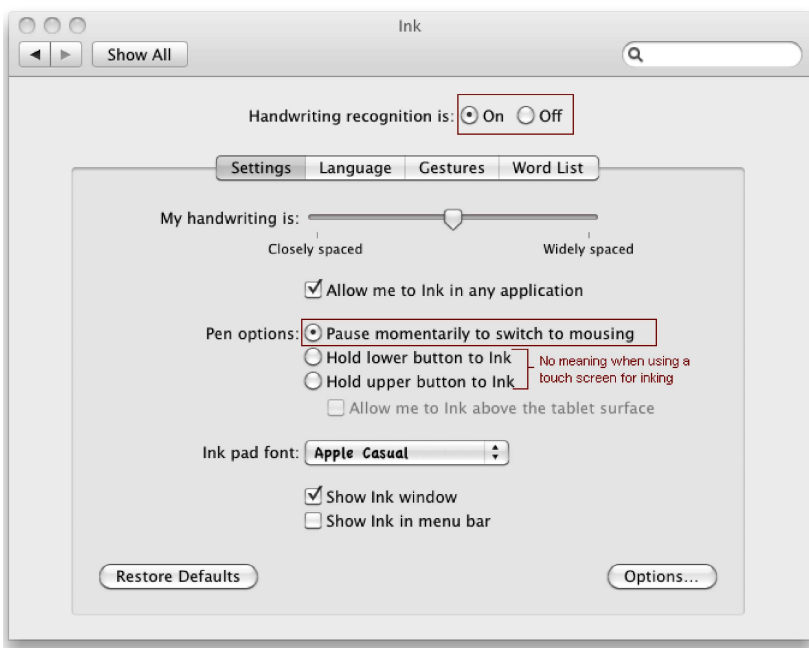 Ink
Show All
Handwriting recognition is: On Off
Settings Language Gestures Word List
My handwriting is:
Closely spaced Widely spaced
Allow me to Ink in any application
Pen options: Pause momentarily to switch to mousing
Hold lower button to Ink
Hold upper button to Ink
No meaning when using a
touch screen for inking
Allow me to Ink above the tablet surface
Ink pad font: Apple Casual
Show Ink window
Show Ink in menu bar
Restore Defaults Options...